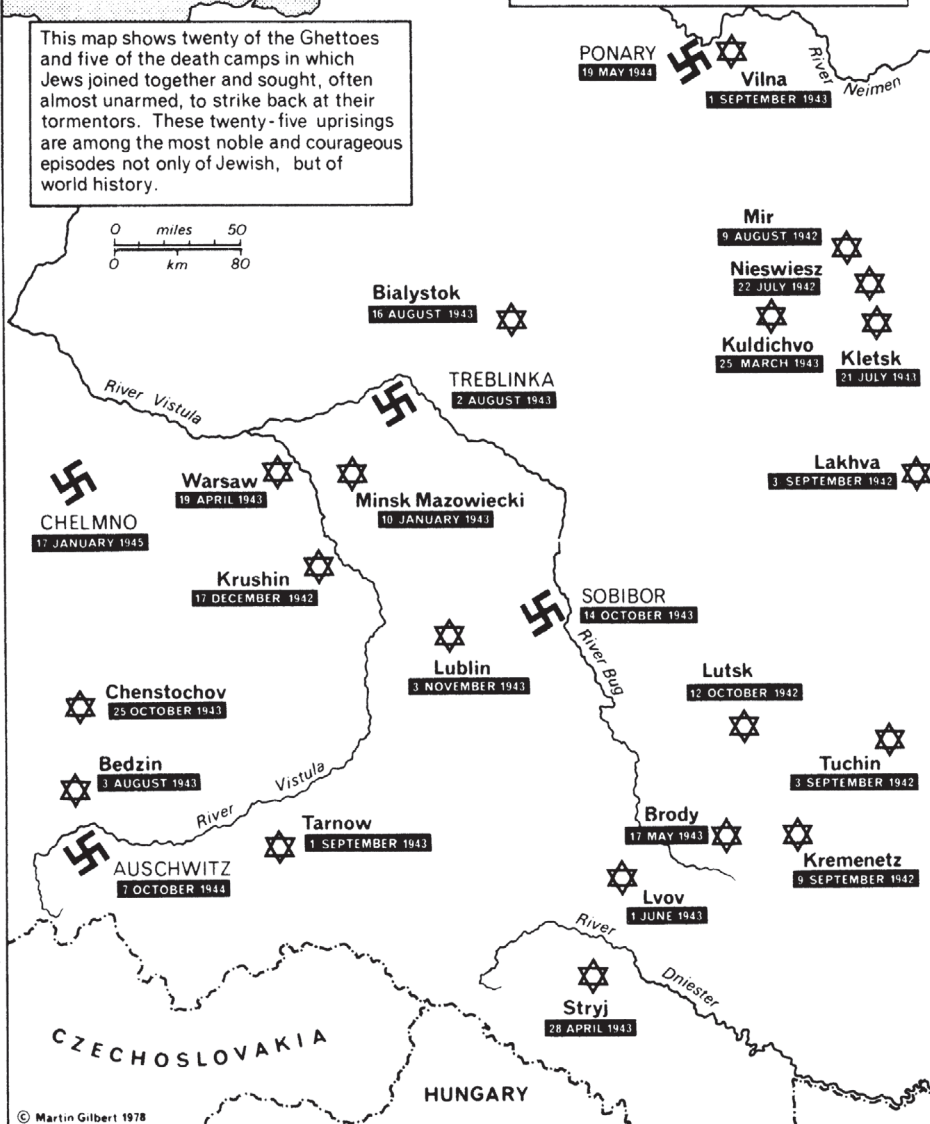 This map shows twenty of the Ghettoes
and five of the death camps in which
Jews joined together and sought, often
almost unarmed, to strike back at their
tormentors. These twenty-five uprisings
are among the most noble and courageous
episodes not only of Jewish, but of
world history.
0 miles 50
0 km 80
PONARY
19 MAY 1944
Vilna
1 SEPTEMBER 1943
River
Neimen
Mir
9 AUGUST 1942
Nieswiesz
22 JULY 1942
Kuldichvo
25 MARCH 1943
Kletsk
21 JULY 1943
Bialystok
16 AUGUST 1943
TREBLINKA
2 AUGUST 1943
River Vistula
Lakhva
3 SEPTEMBER 1942
Warsaw
19 APRIL 1943
Minsk Mazowiecki
10 JANUARY 1943
CHELMNO
17 JANUARY 1945
Krushin
17 DECEMBER 1942
SOBIBOR
14 OCTOBER 1943
River Bug
Lublin
3 NOVEMBER 1943
Lutsk
12 OCTOBER 1942
Chenstochov
25 OCTOBER 1943
Tuchin
3 SEPTEMBER 1942
Bedzin
3 AUGUST 1943
River Vistula
Tarnow
1 SEPTEMBER 1943
Brody
17 MAY 1943
Kremenetz
9 SEPTEMBER 1942
AUSCHWITZ
7 OCTOBER 1944
Lvov
1 JUNE 1943
River
Dniester
Stryj
28 APRIL 1943
CZECHOSLOVAKIA
HUNGARY
© Martin Gilbert 1978